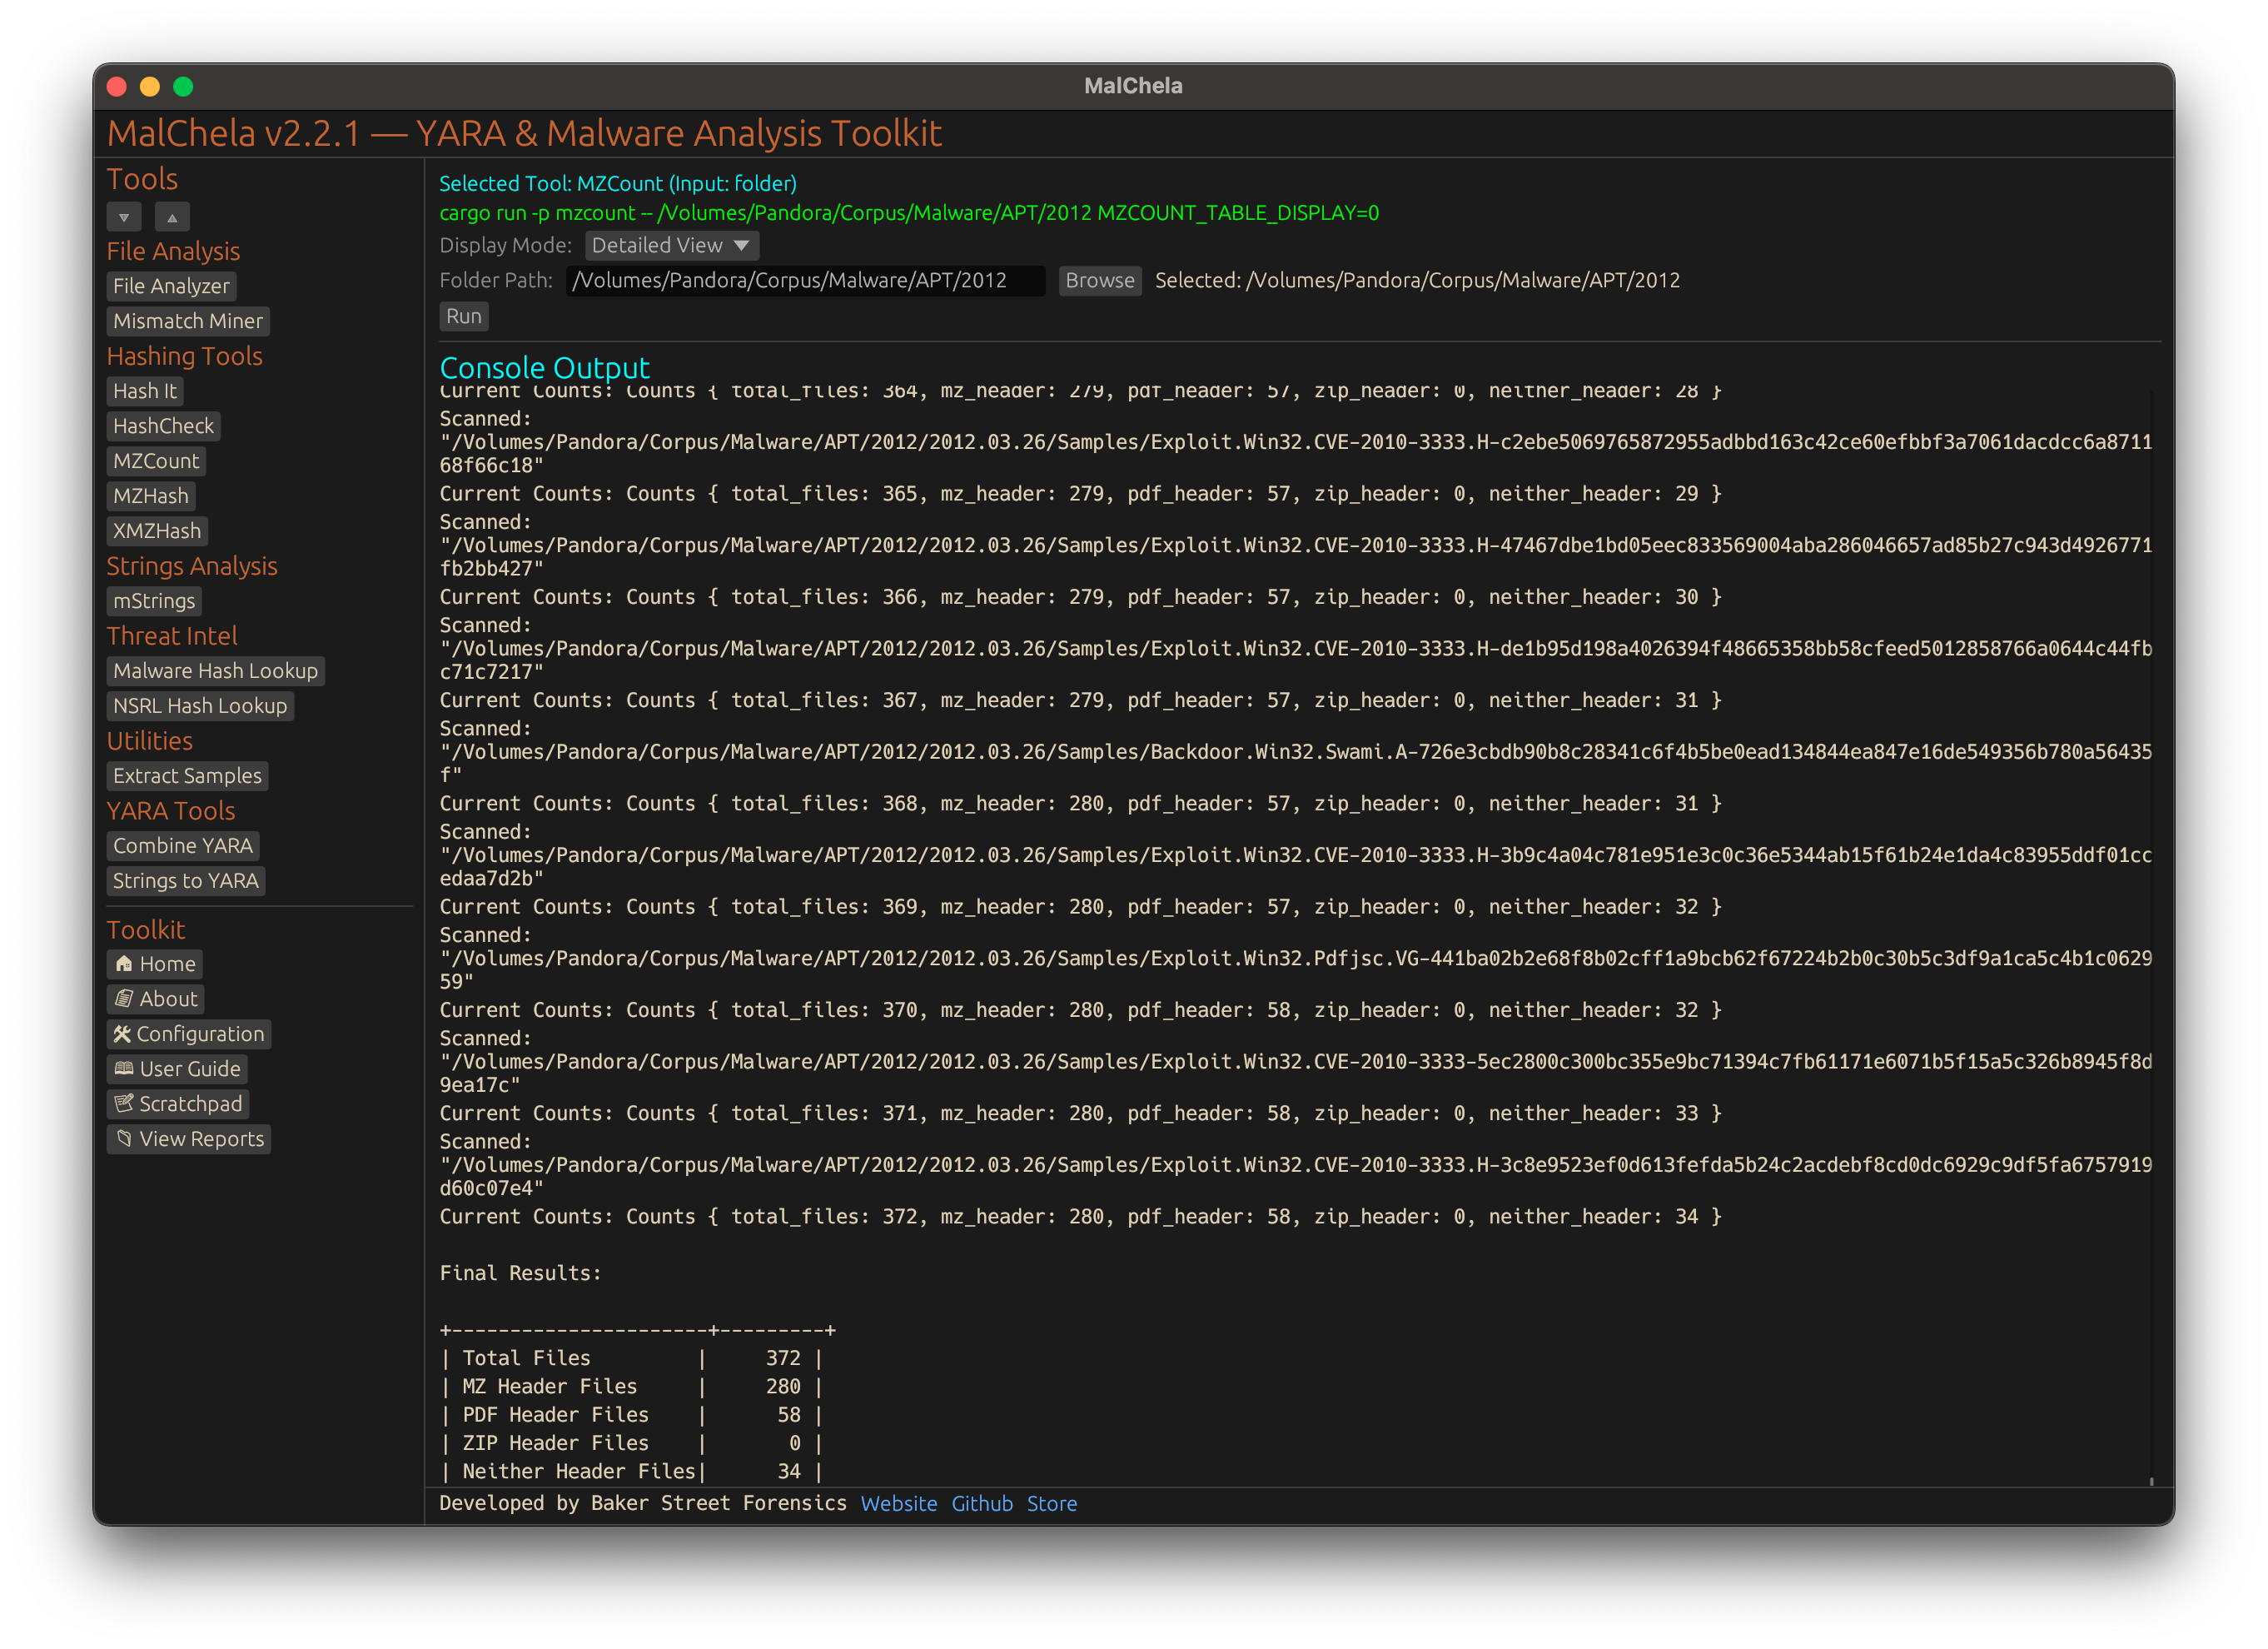 MalChela
MalChela v2.2.1 — YARA & Malware Analysis Toolkit
Tools
File Analysis
File Analyzer
Mismatch Miner
Hashing Tools
Hash It
HashCheck
MZCount
MZHash
XMZHash
Strings Analysis
mStrings
Threat Intel
Malware Hash Lookup
NSRL Hash Lookup
Utilities
Extract Samples
YARA Tools
Combine YARA
Strings to YARA
Toolkit
Home
About
Configuration
User Guide
Scratchpad
View Reports
Selected Tool: MZCount (Input: folder)
cargo run -p mzcount -- /Volumes/Pandora/Corpus/Malware/APT/2012 MZCOUNT_TABLE_DISPLAY=0
Display Mode: Detailed View
Folder Path: /Volumes/Pandora/Corpus/Malware/APT/2012 Browse Selected: /Volumes/Pandora/Corpus/Malware/APT/2012
Run
Console Output
Current Counts: Counts { total_files: 364, mz_header: 279, pdf_header: 57, zip_header: 0, neither_header: 28 }
Scanned:
"/Volumes/Pandora/Corpus/Malware/APT/2012/2012.03.26/Samples/Exploit.Win32.CVE-2010-3333.H-c2ebe5069765872955adbbd163c42ce60efbbf3a7061dacdcc6a8711
68f66c18"
Current Counts: Counts { total_files: 365, mz_header: 279, pdf_header: 57, zip_header: 0, neither_header: 29 }
Scanned:
"/Volumes/Pandora/Corpus/Malware/APT/2012/2012.03.26/Samples/Exploit.Win32.CVE-2010-3333.H-47467dbe1bd05eec833569004aba286046657ad85b27c943d4926771
fb2bb427"
Current Counts: Counts { total_files: 366, mz_header: 279, pdf_header: 57, zip_header: 0, neither_header: 30 }
Scanned:
"/Volumes/Pandora/Corpus/Malware/APT/2012/2012.03.26/Samples/Exploit.Win32.CVE-2010-3333.H-de1b95d198a4026394f48665358bb58cfeed5012858766a0644c44fb
c71c7217"
Current Counts: Counts { total_files: 367, mz_header: 279, pdf_header: 57, zip_header: 0, neither_header: 31 }
Scanned:
"/Volumes/Pandora/Corpus/Malware/APT/2012/2012.03.26/Samples/Backdoor.Win32.Swami.A-726e3cbdb90b8c28341c6f4b5be0ead134844ea847e16de549356b780a56435
f"
Current Counts: Counts { total_files: 368, mz_header: 280, pdf_header: 57, zip_header: 0, neither_header: 31 }
Scanned:
"/Volumes/Pandora/Corpus/Malware/APT/2012/2012.03.26/Samples/Exploit.Win32.CVE-2010-3333.H-3b9c4a04c781e951e3c0c36e5344ab15f61b24e1da4c83955ddf01cc
edaa7d2b"
Current Counts: Counts { total_files: 369, mz_header: 280, pdf_header: 57, zip_header: 0, neither_header: 32 }
Scanned:
"/Volumes/Pandora/Corpus/Malware/APT/2012/2012.03.26/Samples/Exploit.Win32.Pdfjsc.VG-441ba02b2e68f8b02cff1a9bcb62f67224b2b0c30b5c3df9a1ca5c4b1c0629
59"
Current Counts: Counts { total_files: 370, mz_header: 280, pdf_header: 58, zip_header: 0, neither_header: 32 }
Scanned:
"/Volumes/Pandora/Corpus/Malware/APT/2012/2012.03.26/Samples/Exploit.Win32.CVE-2010-3333-5ec2800c300bc355e9bc71394c7fb61171e6071b5f15a5c326b8945f8d
9ea17c"
Current Counts: Counts { total_files: 371, mz_header: 280, pdf_header: 58, zip_header: 0, neither_header: 33 }
Scanned:
"/Volumes/Pandora/Corpus/Malware/APT/2012/2012.03.26/Samples/Exploit.Win32.CVE-2010-3333.H-3c8e9523ef0d613fefda5b24c2acdebf8cd0dc6929c9df5fa6757919
d60c07e4"
Current Counts: Counts { total_files: 372, mz_header: 280, pdf_header: 58, zip_header: 0, neither_header: 34 }
Final Results:
+----------------------+---------+
| Total Files | 372 |
| MZ Header Files | 280 |
| PDF Header Files | 58 |
| ZIP Header Files | 0 |
| Neither Header Files| 34 |
Developed by Baker Street Forensics Website Github Store